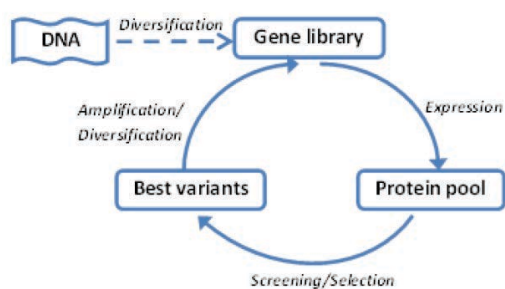 Diversification
DNA
Gene library
Amplification/
Diversification
Expression
Best variants
Protein pool
Screening/Selection